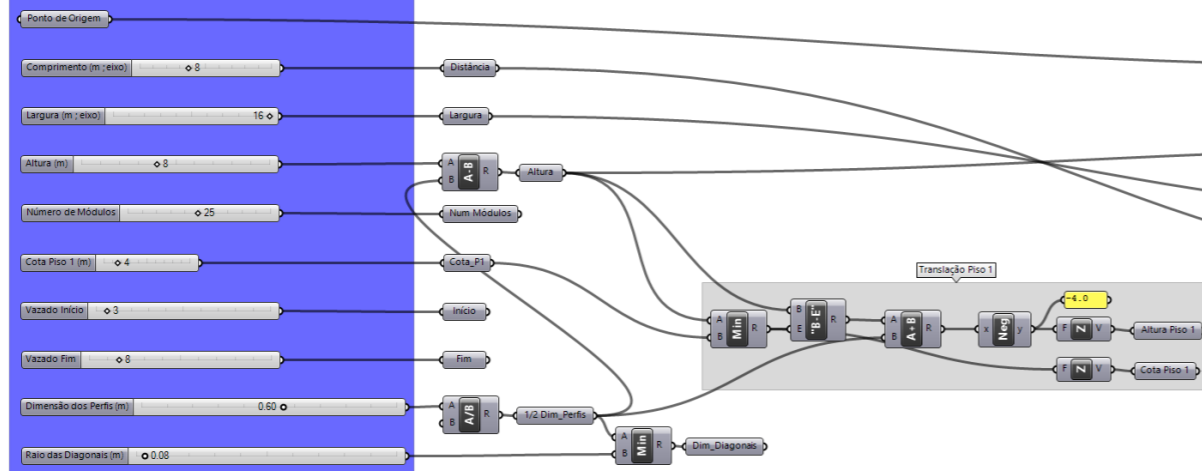 Ponto de Origem
Comprimento (m ; eixo) 8 Distância
Largura (m ; eixo) 16 Largura
Altura (m) 8 A B A-B R Altura
Número de Módulos 25 Num Módulos
Cota Piso 1 (m) 4 Cota_P1
Translação Piso 1
Vazado Início 3 Início
A B Min R B E "B-E" R A B A+B R x Neg y -4.0 F Z V Altura Piso 1
Vazado Fim 8 Fim
F Z V Cota Piso 1
Dimensão dos Perfis (m) 0.60 A B A/B R 1/2 Dim_Perfis
Raio das Diagonais (m) 0.08 A B Min R Dim_Diagonais